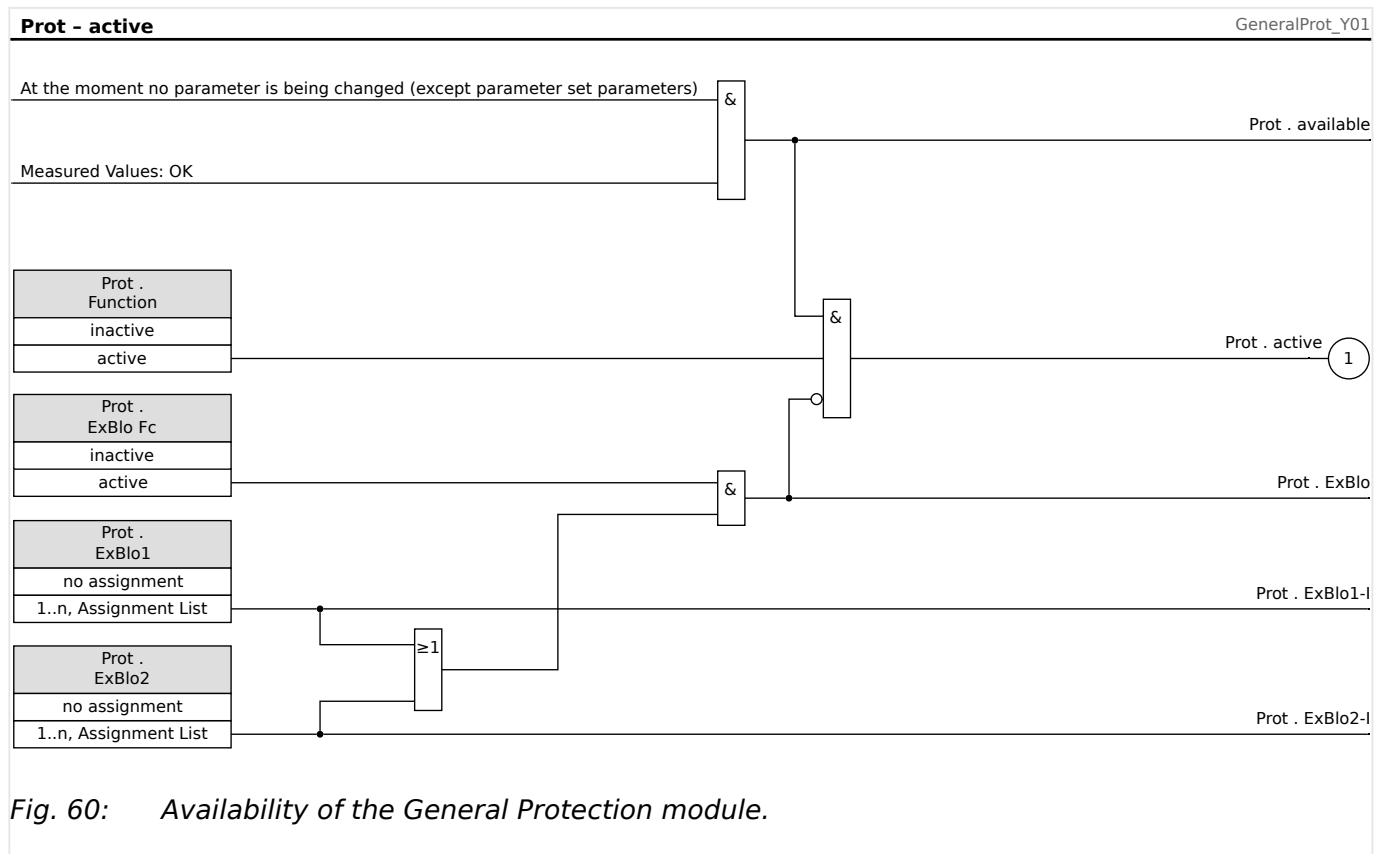 Prot – active
GeneralProt_Y01
At the moment no parameter is being changed (except parameter set parameters)
&
Prot . available
Measured Values: OK
Prot .
Function
inactive
active
&
Prot . active
1
Prot .
ExBlo Fc
inactive
active
&
Prot . ExBlo
Prot .
ExBlo1
no assignment
1..n, Assignment List
Prot . ExBlo1-I
≥1
Prot .
ExBlo2
no assignment
1..n, Assignment List
Prot . ExBlo2-I
Fig. 60: Availability of the General Protection module.